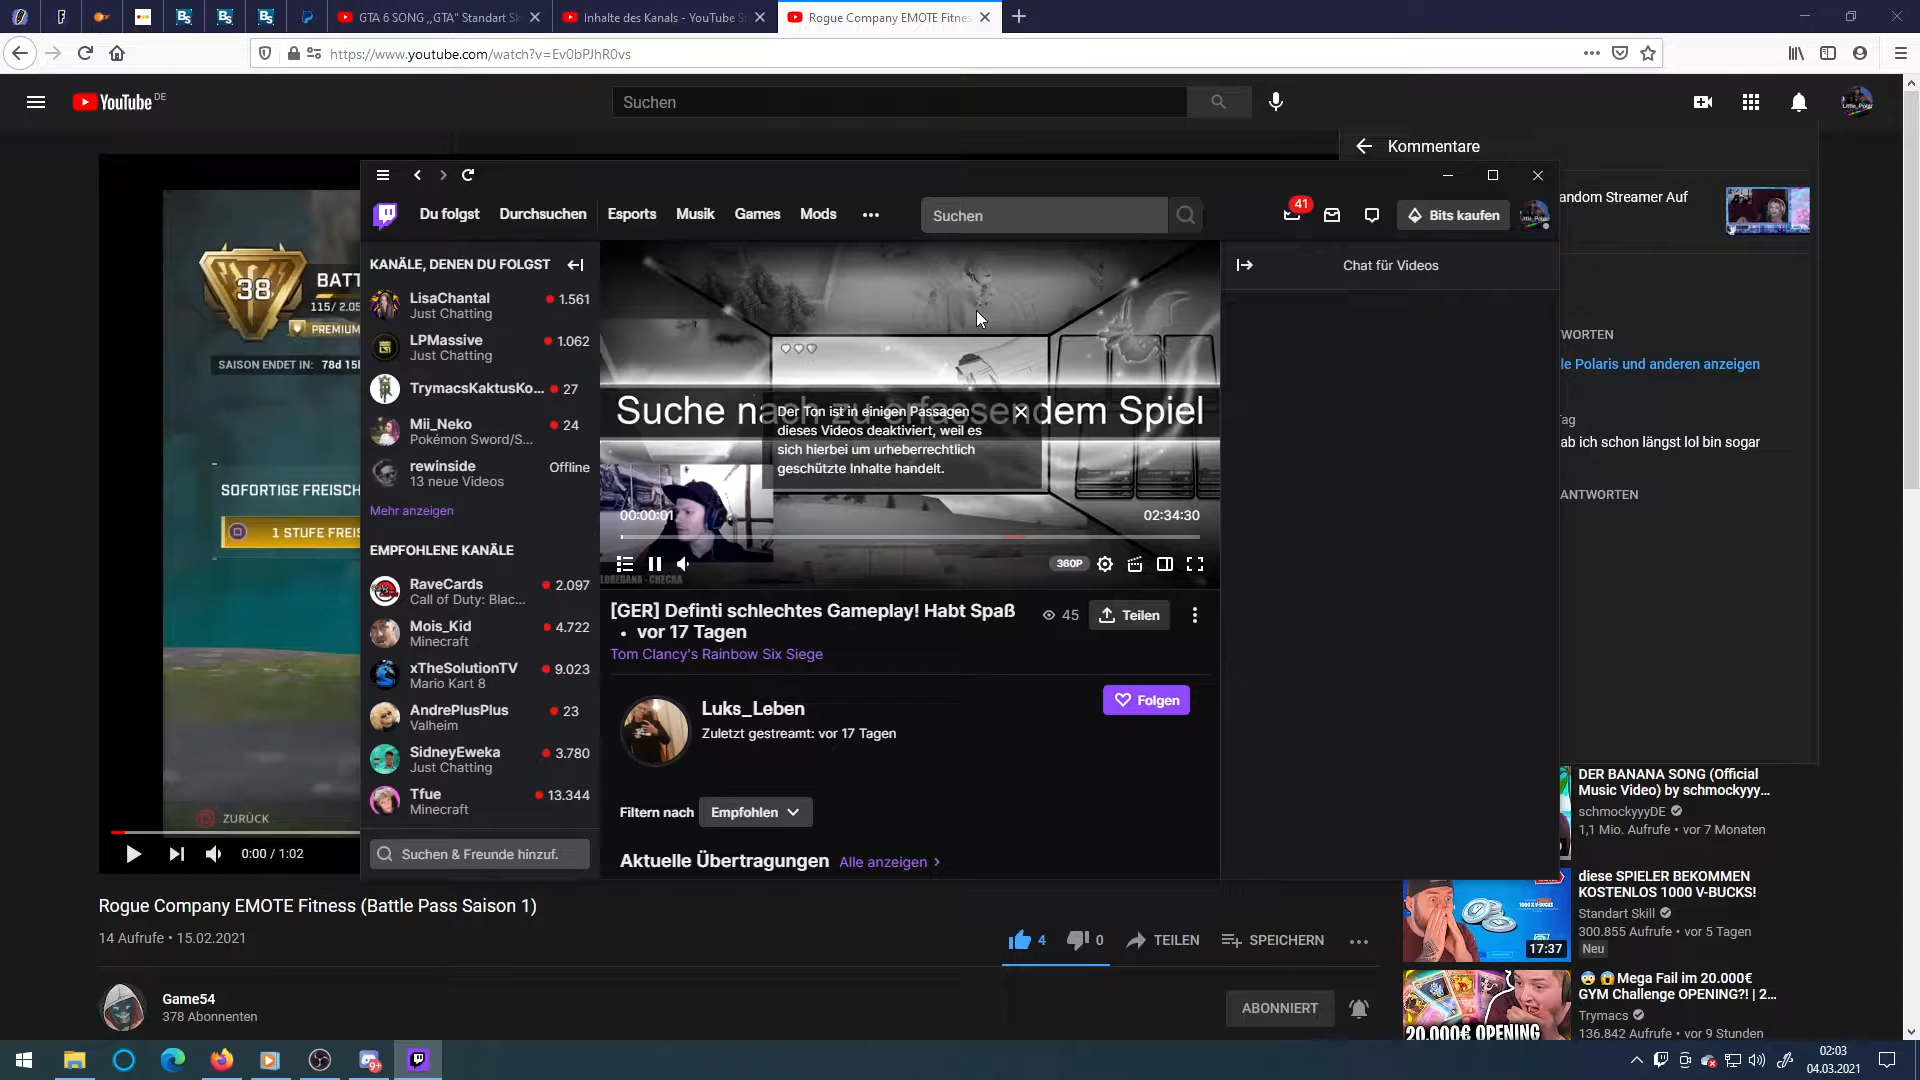 GTA 6 SONG ,,GTA" Standart Sk
Inhalte des Kanals - YouTube S
Rogue Company EMOTE Fitnes
https://www.youtube.com/watch?v=Ev0bPJhR0vs
YouTube DE
Suchen
Kommentare
andom Streamer Auf
Du folgst Durchsuchen Esports Musik Games Mods
Suchen
41
Bits kaufen
KANÄLE, DENEN DU FOLGST
LisaChantal 1.561
Just Chatting
LPMassive 1.062
Just Chatting
TrymacsKaktusKo... 27
Mii_Neko 24
Pokémon Sword/S...
rewinside Offline
13 neue Videos
Mehr anzeigen
EMPFOHLENE KANÄLE
RaveCards 2.097
Call of Duty: Blac...
Mois_Kid 4.722
Minecraft
xTheSolutionTV 9.023
Mario Kart 8
AndrePlusPlus 23
Valheim
SidneyEweka 3.780
Just Chatting
Tfue 13.344
Minecraft
Suchen & Freunde hinzuf.
38
BATT
115/2.05
PREMIUM
SAISON ENDET IN: 78d 15h
SOFORTIGE FREISCH
1 STUFE FREIS
ZURÜCK
0:00 / 1:02
Suche nach zu erfassendem Spiel
Der Ton ist in einigen Passagen
dieses Videos deaktiviert, weil es
sich hierbei um urheberrechtlich
geschützte Inhalte handelt.
00:00:01
02:34:30
LOREDANA - CHECKA
360P
[GER] Definti schlechtes Gameplay! Habt Spaß
• vor 17 Tagen
Tom Clancy's Rainbow Six Siege
45
Teilen
Luks_Leben
Zuletzt gestreamt: vor 17 Tagen
Folgen
Filtern nach Empfohlen
Aktuelle Übertragungen Alle anzeigen
Chat für Videos
WORTEN
le Polaris und anderen anzeigen
ag
ab ich schon längst lol bin sogar
ANTWORTEN
DER BANANA SONG (Official
Music Video) by schmockyyy...
schmockyyyDE
1,1 Mio. Aufrufe • vor 7 Monaten
diese SPIELER BEKOMMEN
KOSTENLOS 1000 V-BUCKS!
Standart Skill
300.855 Aufrufe • vor 5 Tagen
Neu
17:37
Mega Fail im 20.000€
GYM Challenge OPENING?! | 2...
Trymacs
136.842 Aufrufe • vor 9 Stunden
20.000€ OPENING
Rogue Company EMOTE Fitness (Battle Pass Saison 1)
14 Aufrufe • 15.02.2021
4 0 TEILEN SPEICHERN
Game54
378 Abonnenten
ABONNIERT
02:03
04.03.2021